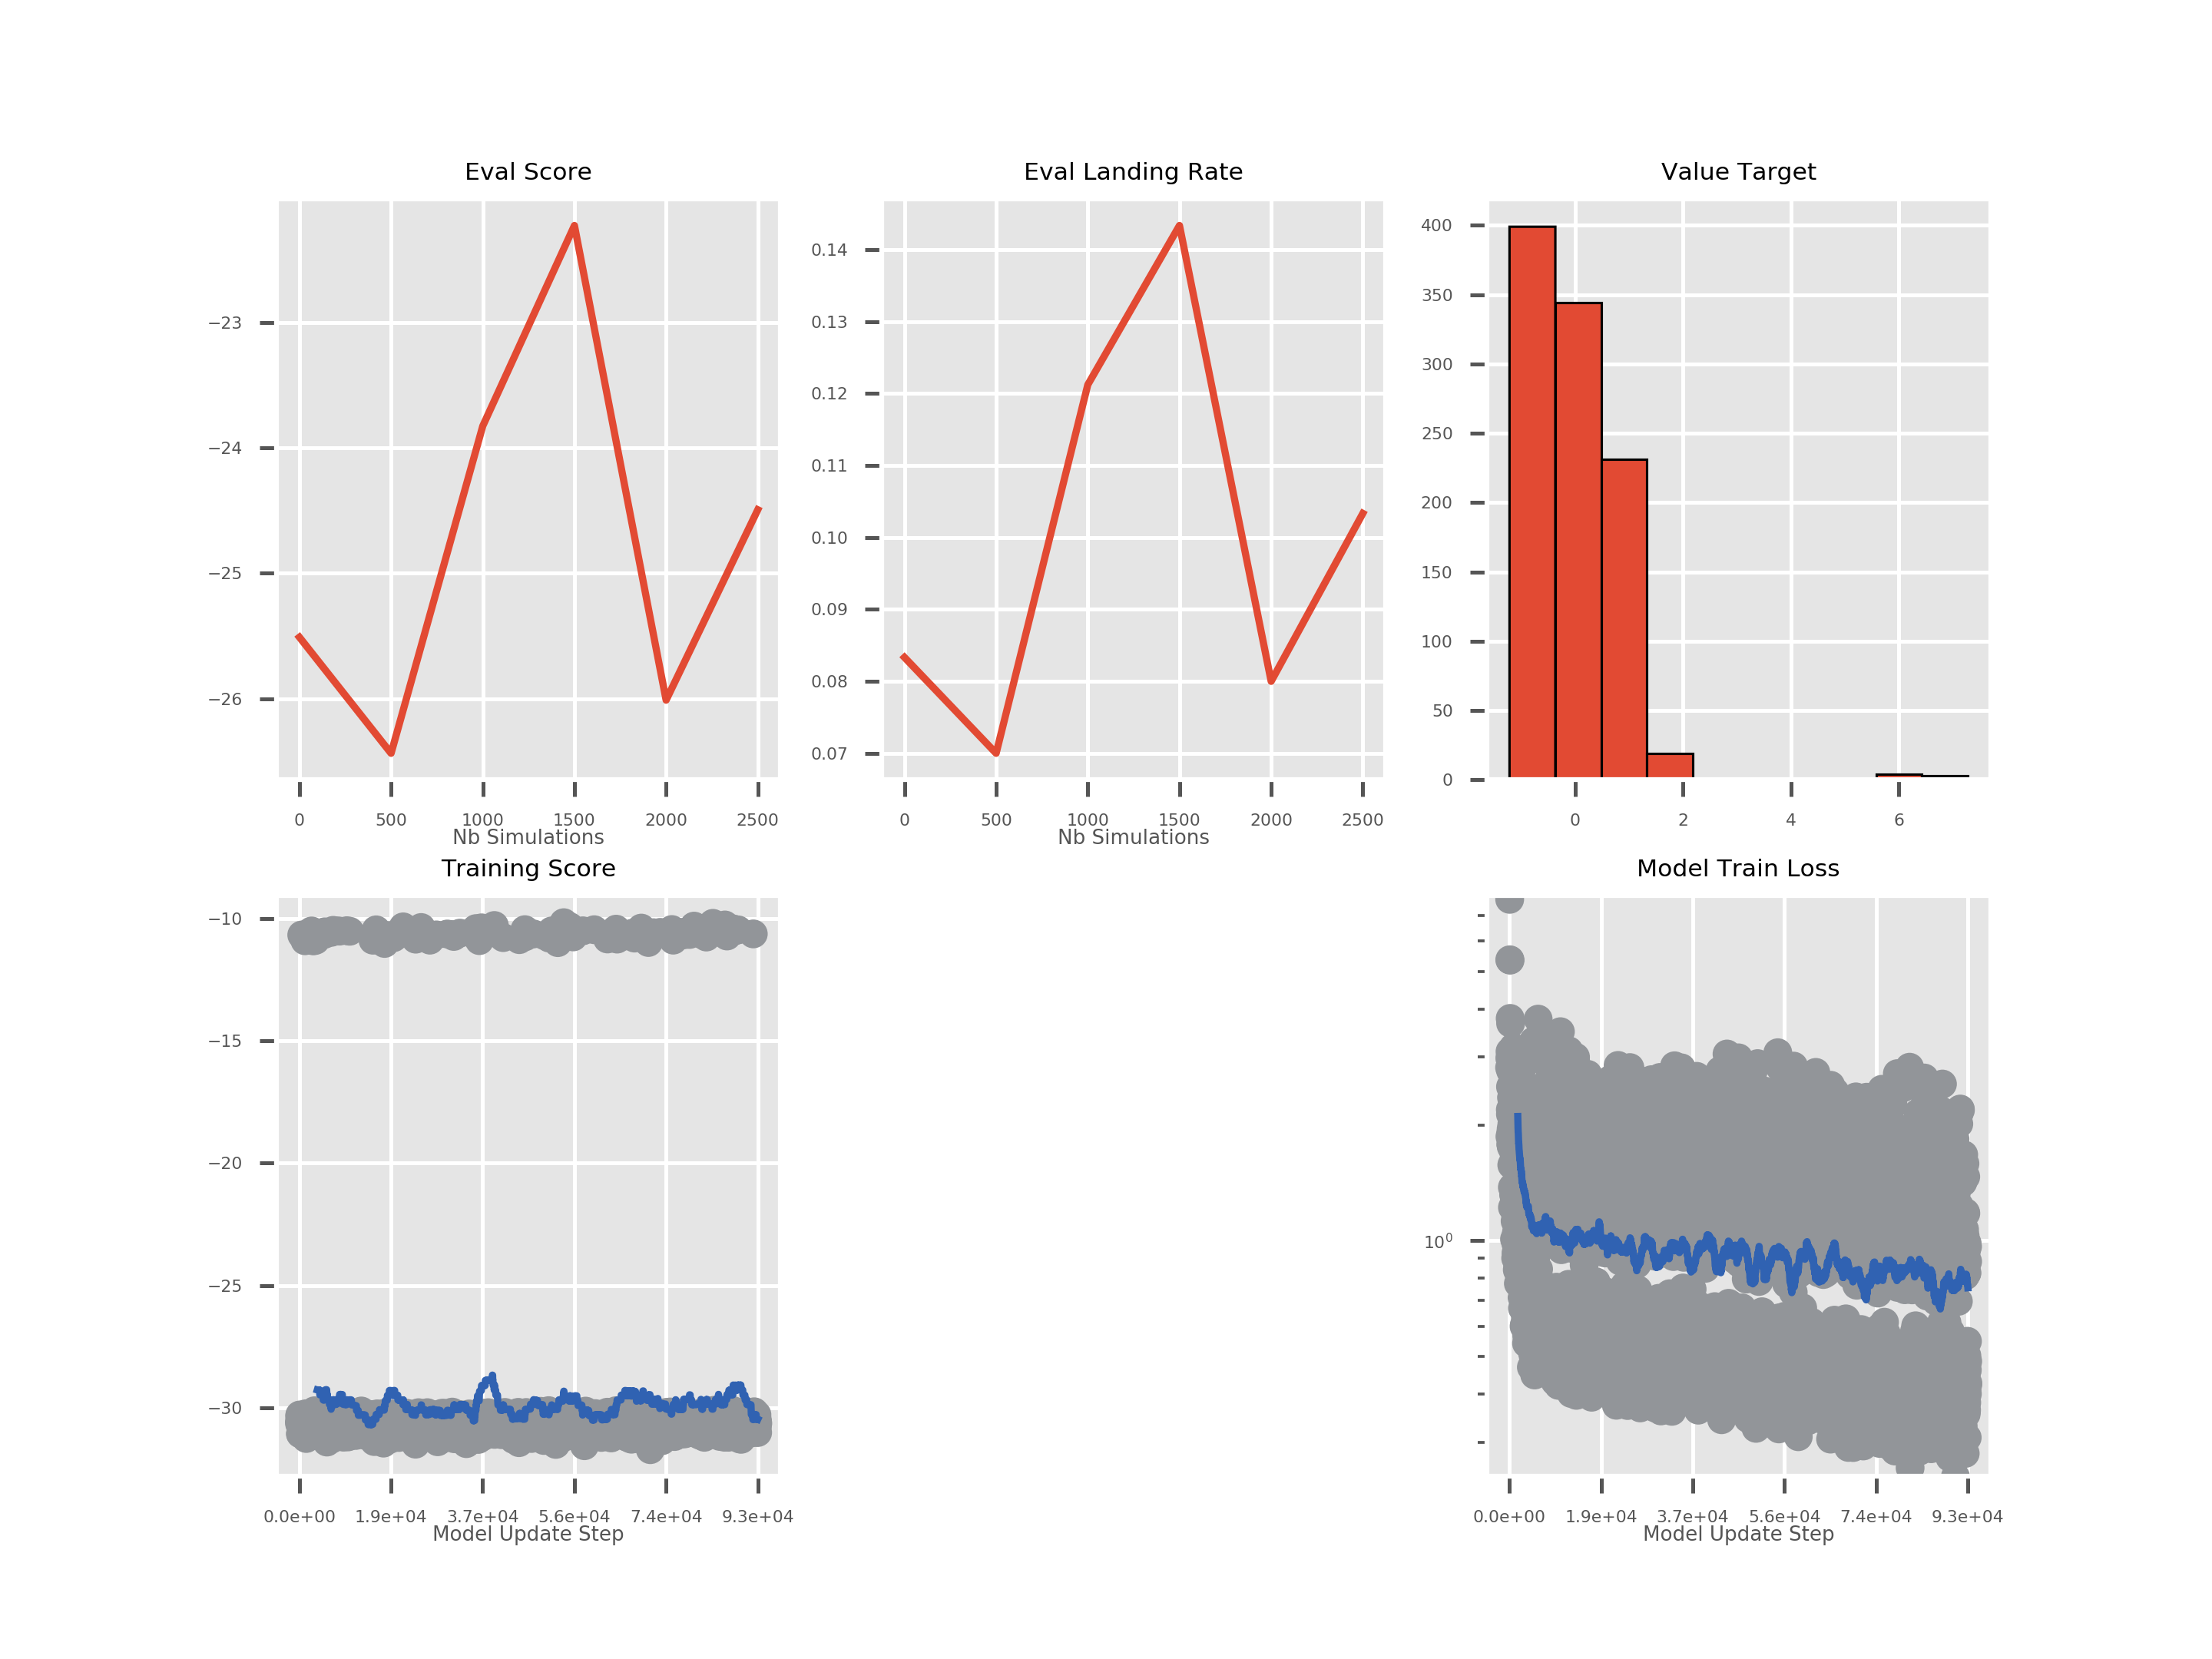 Eval Score
−23
−24
−25
−26
0 500 1000 1500 2000 2500
Nb Simulations
Eval Landing Rate
0.14
0.13
0.12
0.11
0.10
0.09
0.08
0.07
0 500 1000 1500 2000 2500
Nb Simulations
Value Target
400
350
300
250
200
150
100
50
0
0 2 4 6
Training Score
−10
−15
−20
−25
−30
0.0e+00 1.9e+04 3.7e+04 5.6e+04 7.4e+04 9.3e+04
Model Update Step
Model Train Loss
10⁰
0.0e+00 1.9e+04 3.7e+04 5.6e+04 7.4e+04 9.3e+04
Model Update Step